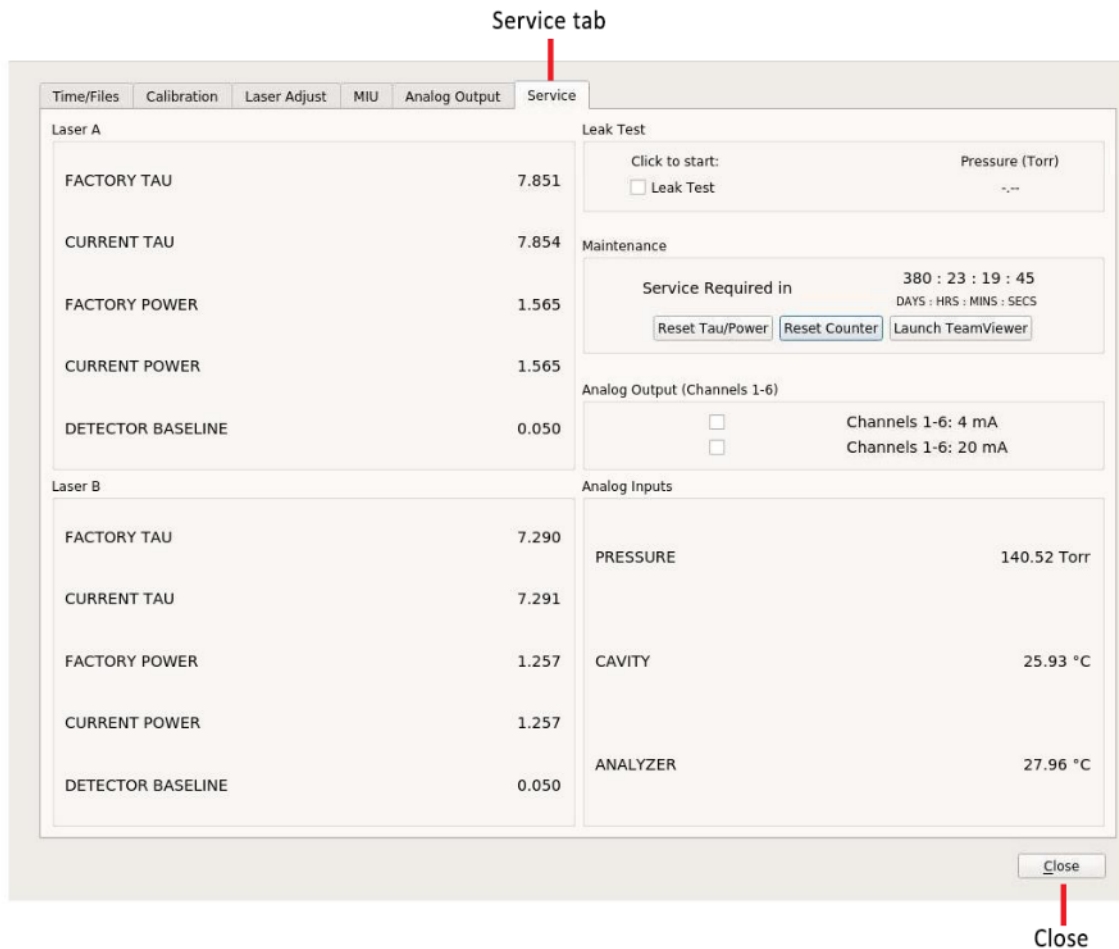 Service tab
Time/Files Calibration Laser Adjust MIU Analog Output Service
Laser A
FACTORY TAU 7.851
CURRENT TAU 7.854
FACTORY POWER 1.565
CURRENT POWER 1.565
DETECTOR BASELINE 0.050
Laser B
FACTORY TAU 7.290
CURRENT TAU 7.291
FACTORY POWER 1.257
CURRENT POWER 1.257
DETECTOR BASELINE 0.050
Leak Test
Click to start: Pressure (Torr)
Leak Test -.--
Maintenance
Service Required in 380 : 23 : 19 : 45
DAYS : HRS : MINS : SECS
Reset Tau/Power Reset Counter Launch TeamViewer
Analog Output (Channels 1-6)
Channels 1-6: 4 mA
Channels 1-6: 20 mA
Analog Inputs
PRESSURE 140.52 Torr
CAVITY 25.93 °C
ANALYZER 27.96 °C
Close
Close